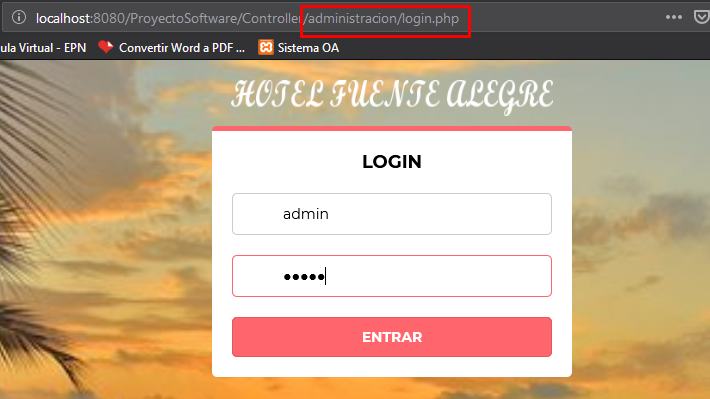 localhost:8080/ProyectoSoftware/Controller/administracion/login.php
ula Virtual - EPN Convertir Word a PDF ... Sistema OA
HOTEL FUENTE ALEGRE
LOGIN
admin
•••••
ENTRAR